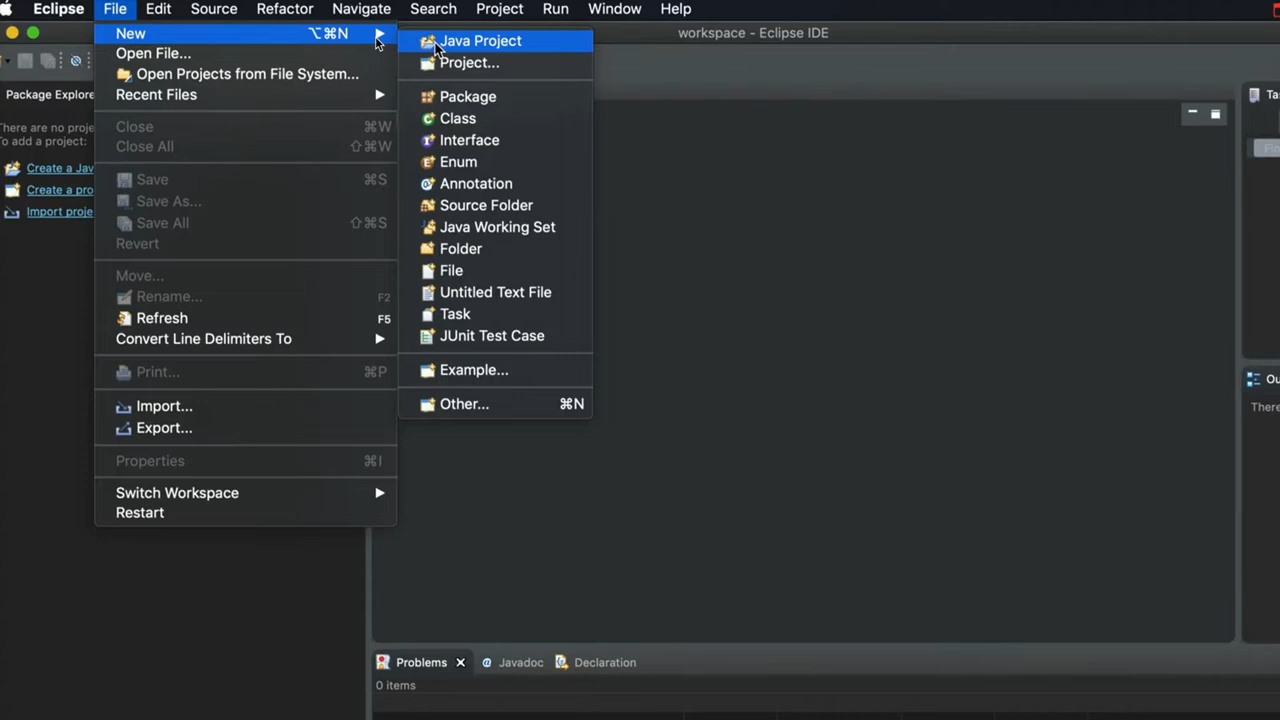 Eclipse File Edit Source Refactor Navigate Search Project Run Window Help
workspace - Eclipse IDE
New ⌥⌘N
Open File...
Open Projects from File System...
Recent Files
Close ⌘W
Close All ⇧⌘W
Save ⌘S
Save As...
Save All ⇧⌘S
Revert
Move...
Rename... F2
Refresh F5
Convert Line Delimiters To
Print... ⌘P
Import...
Export...
Properties ⌘I
Switch Workspace
Restart
Java Project
Project...
Package
Class
Interface
Enum
Annotation
Source Folder
Java Working Set
Folder
File
Untitled Text File
Task
JUnit Test Case
Example...
Other... ⌘N
Package Explore
There are no proje
To add a project:
Create a Jav
Create a pro
Import proje
Ta
Fin
Ou
There
Problems Javadoc Declaration
0 items